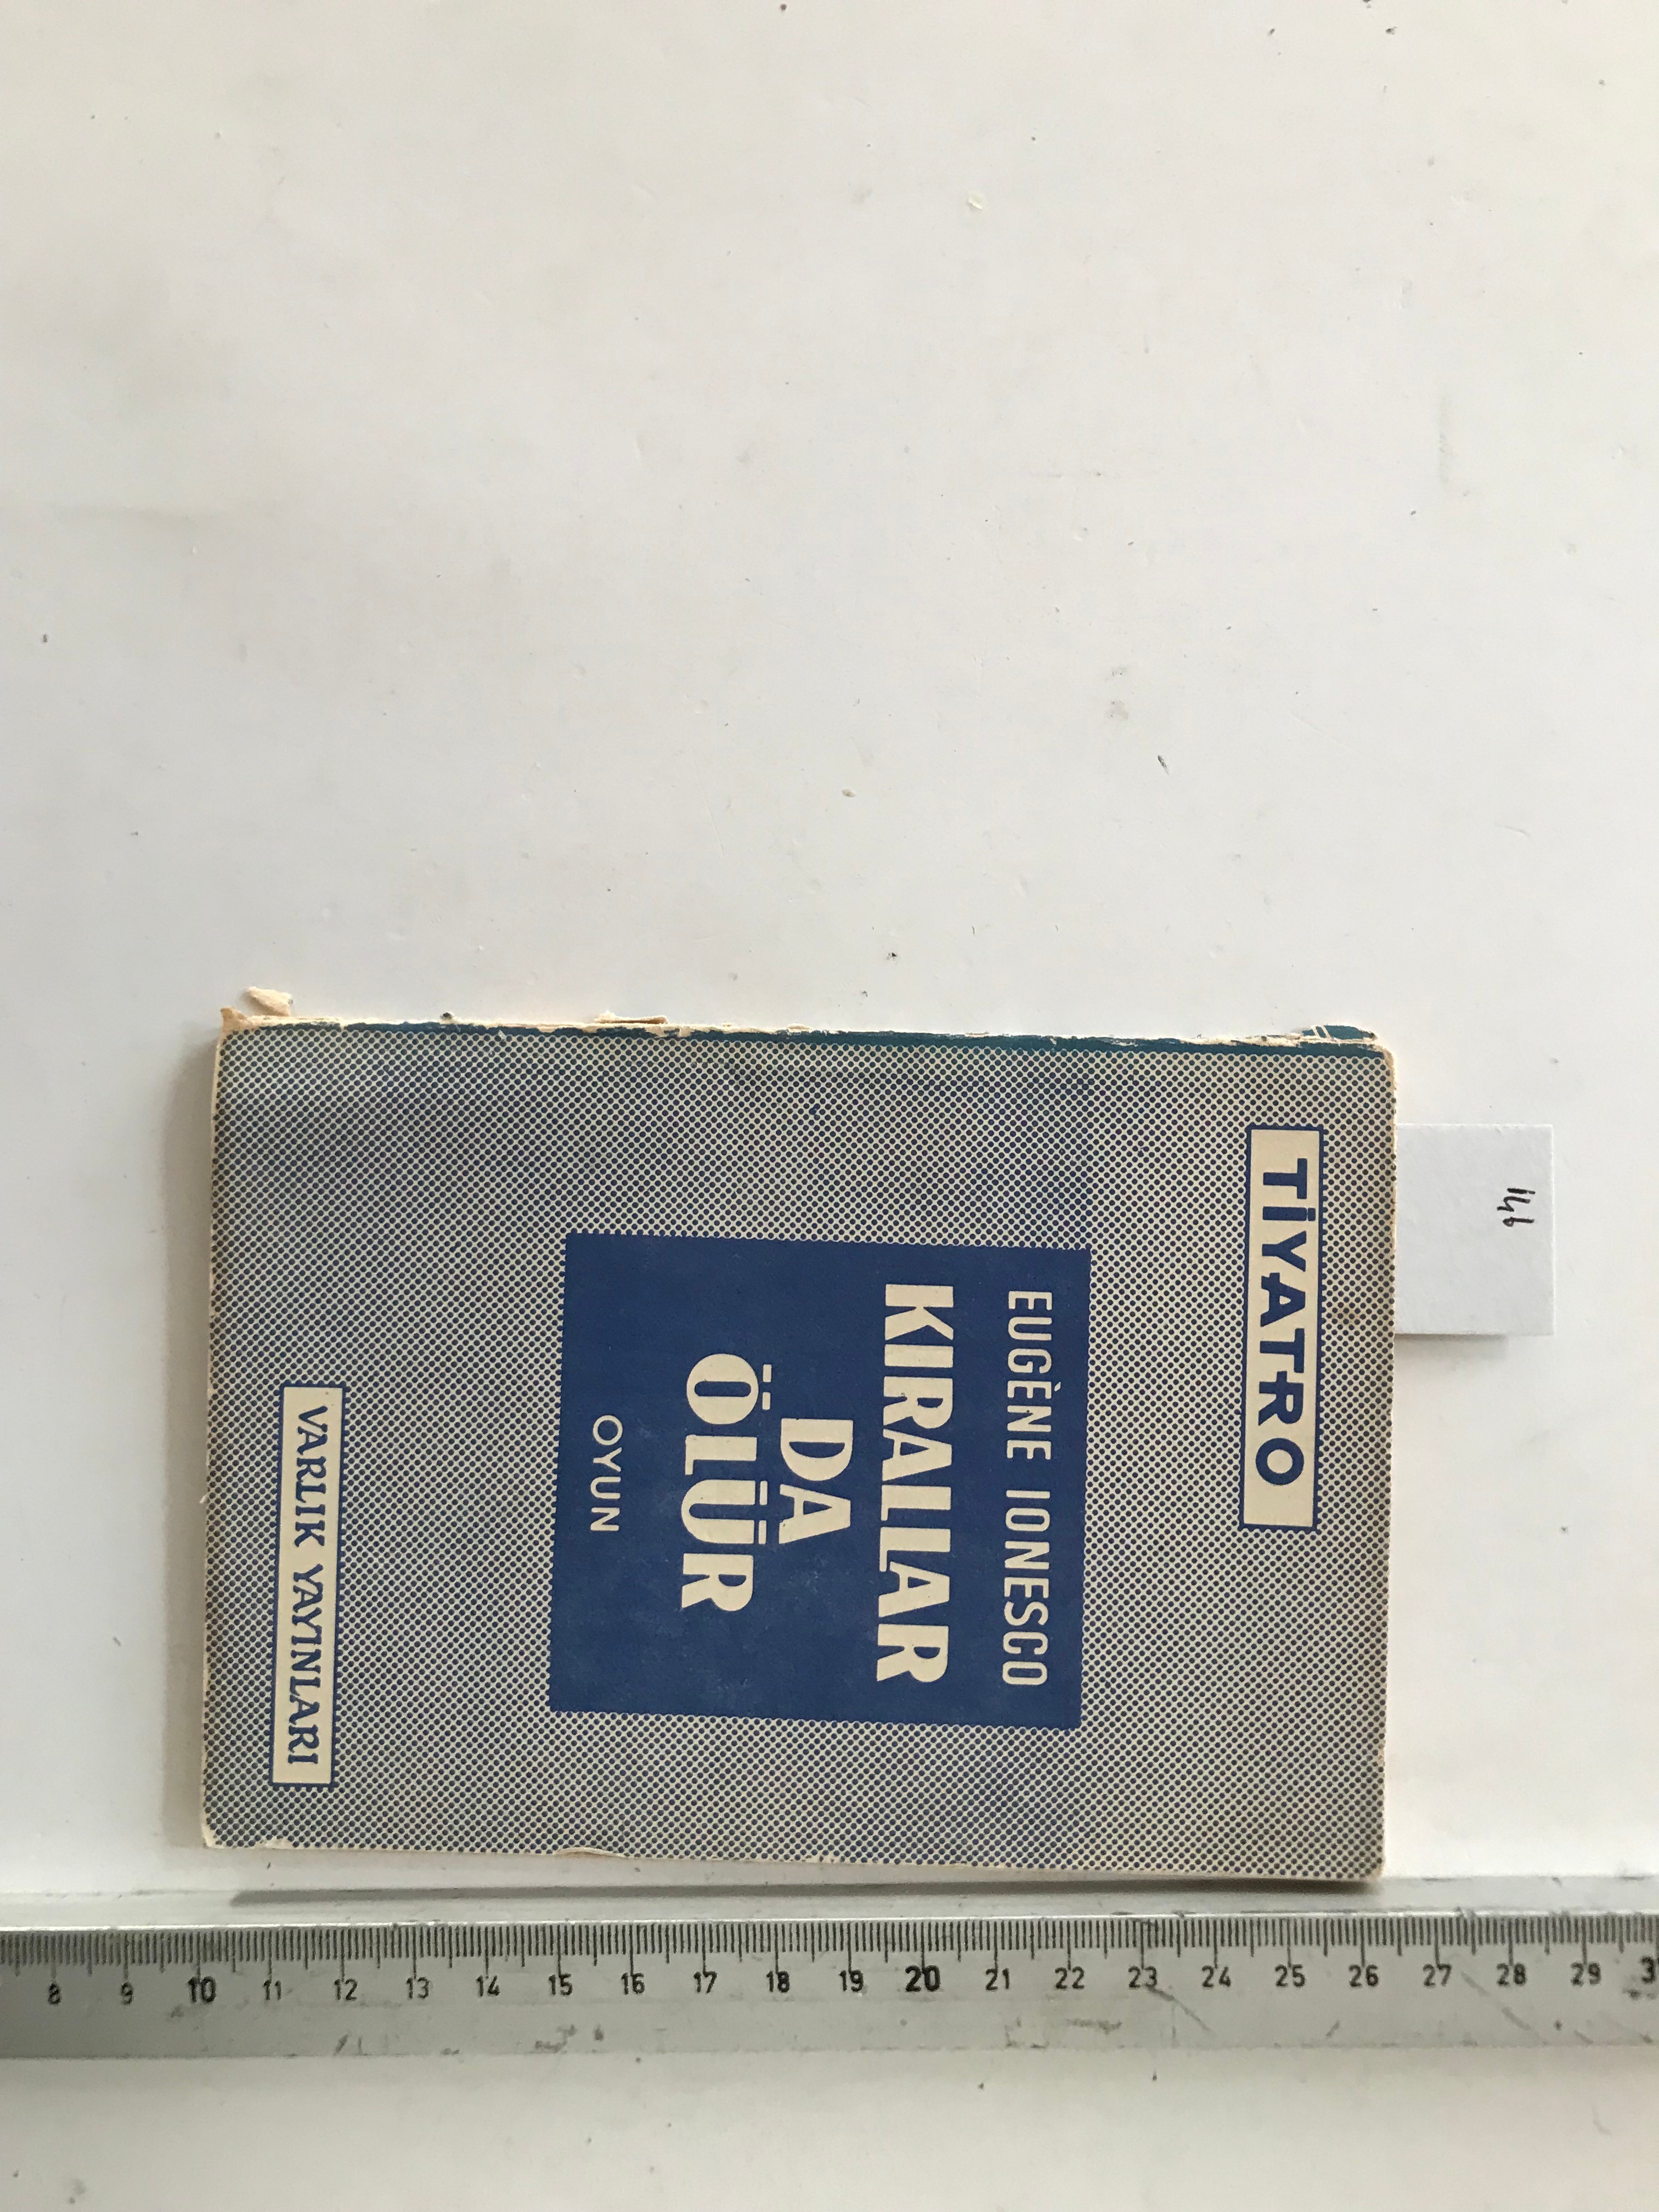 146
TİYATRO
EUGÈNE IONESCO
KIRALLAR
DA
ÖLÜR
OYUN
VARLIK YAYINLARI
8 9 10 11 12 13 14 15 16 17 18 19 20 21 22 23 24 25 26 27 28 29